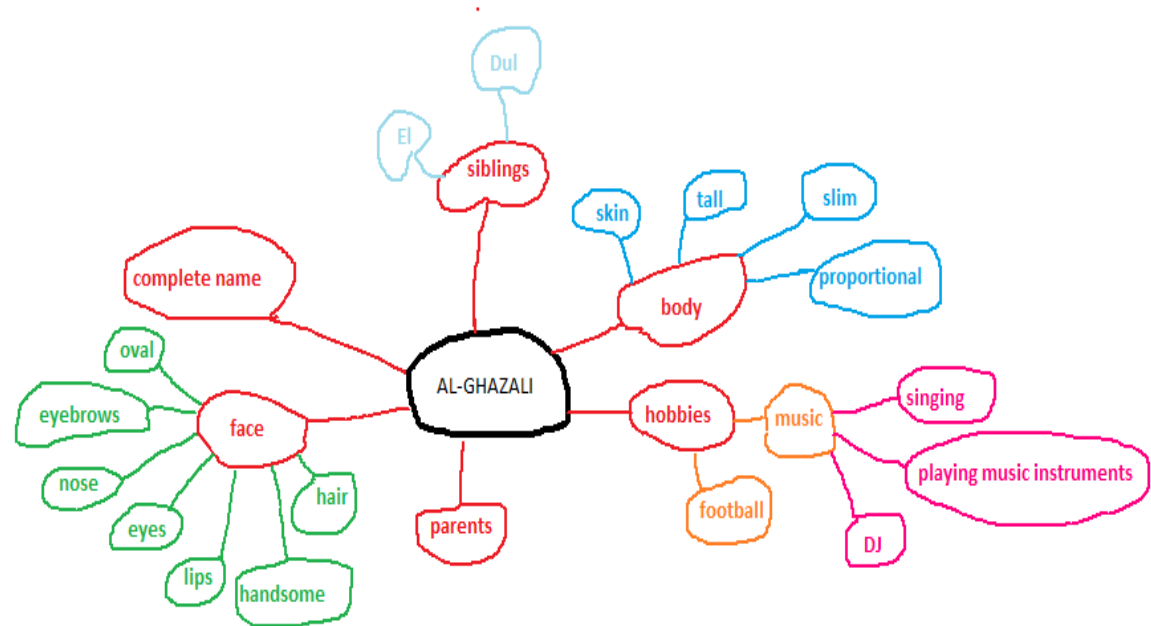 Dul
El
siblings
skin
tall
slim
proportional
body
complete name
AL-GHAZALI
oval
eyebrows
face
nose
eyes
lips
handsome
hair
parents
hobbies
music
singing
playing music instruments
football
DJ